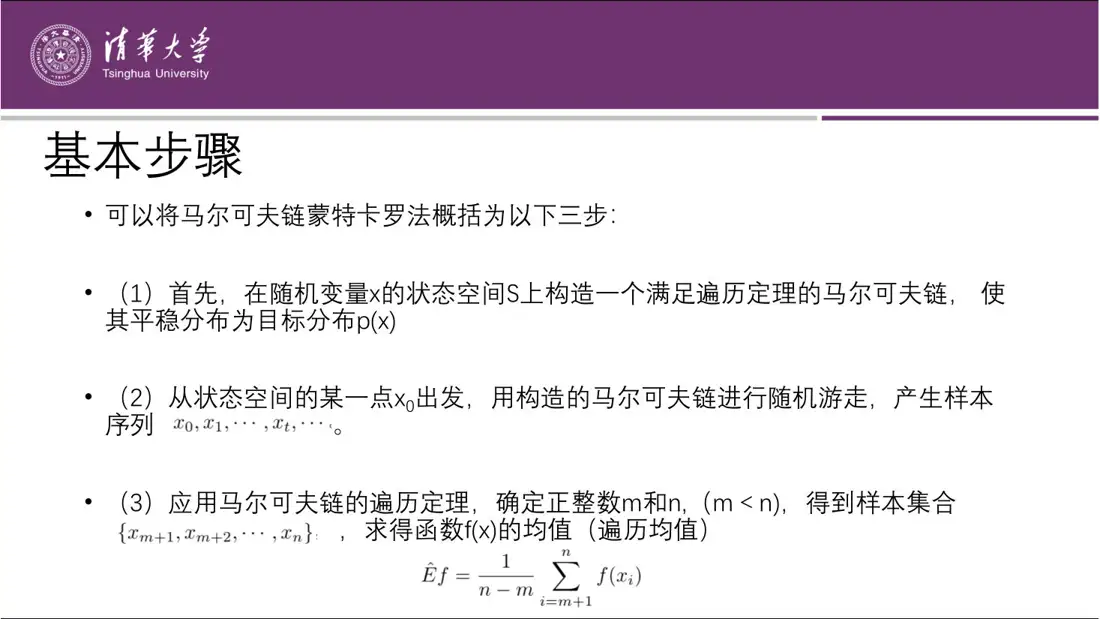 清华大学
Tsinghua University
基本步骤
• 可以将马尔可夫链蒙特卡罗法概括为以下三步：
• （1）首先，在随机变量x的状态空间S上构造一个满足遍历定理的马尔可夫链， 使
其平稳分布为目标分布p(x)
• （2）从状态空间的某一点x₀出发，用构造的马尔可夫链进行随机游走，产生样本
序列 x₀, x₁, ⋯ , xₜ, ⋯ 。
• （3）应用马尔可夫链的遍历定理，确定正整数m和n,（m < n)，得到样本集合
{xₘ₊₁, xₘ₊₂, ⋯ , xₙ} ，求得函数f(x)的均值（遍历均值）
Êf = \frac{1}{n − m} \sum_{i=m+1}^{n} f(xᵢ)